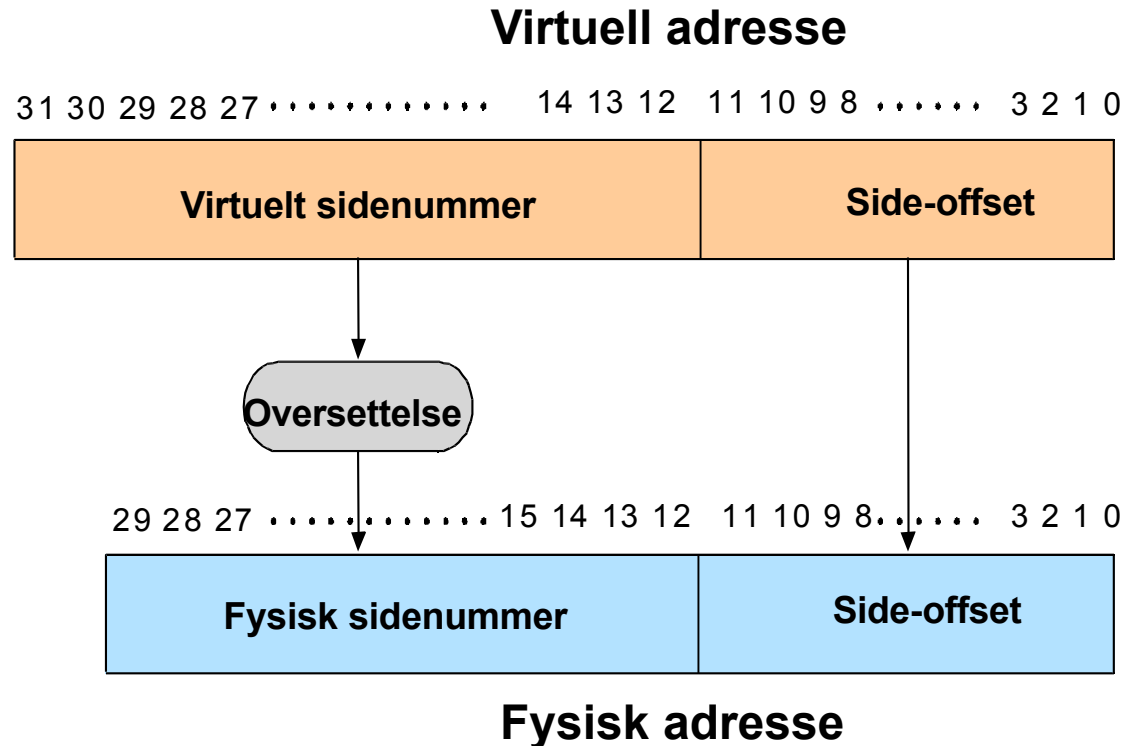 Virtuell adresse
31 30 29 28 27 ............ 14 13 12 11 10 9 8 ...... 3 2 1 0
Virtuelt sidenummer Side-offset
Oversettelse
29 28 27 ............ 15 14 13 12 11 10 9 8 ...... 3 2 1 0
Fysisk sidenummer Side-offset
Fysisk adresse